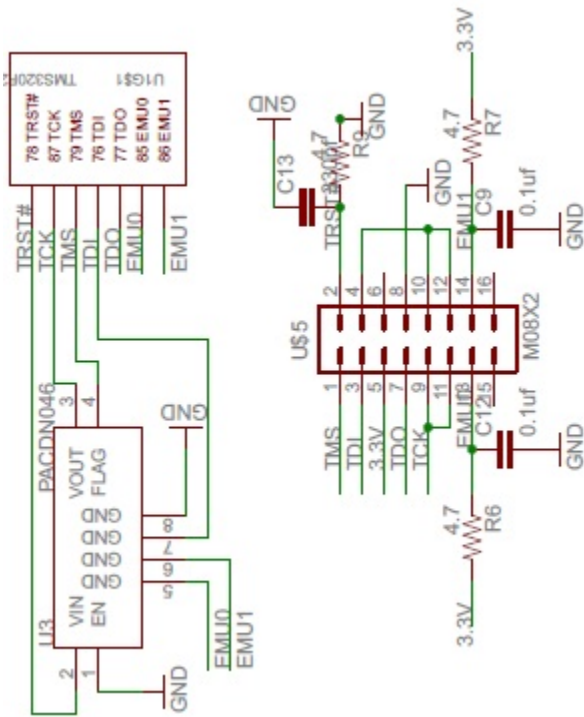 TMS320F2
U1G$1
78 TRST#
87 TCK
79 TMS
76 TDI
77 TDO
85 EMU0
86 EMU1
TRST#
TCK
TMS
TDI
TDO
EMU0
EMU1
PACDN046
3
4
VOUT
FLAG
GND
GND
GND
GND
GND
8
7
6
5
VIN
EN
U3
2
1
GND
EMU0
EMU1
GND
C13
4.7
GND
TRST#
GND
3.3V
4.7
R7
EMU1
C9
0.1uf
GND
2
4
6
8
10
12
14
16
U$5
M08X2
1
3
5
7
9
11
13
15
TMS
TDI
3.3V
TDO
TCK
C12
0.1uf
GND
4.7
R6
3.3V